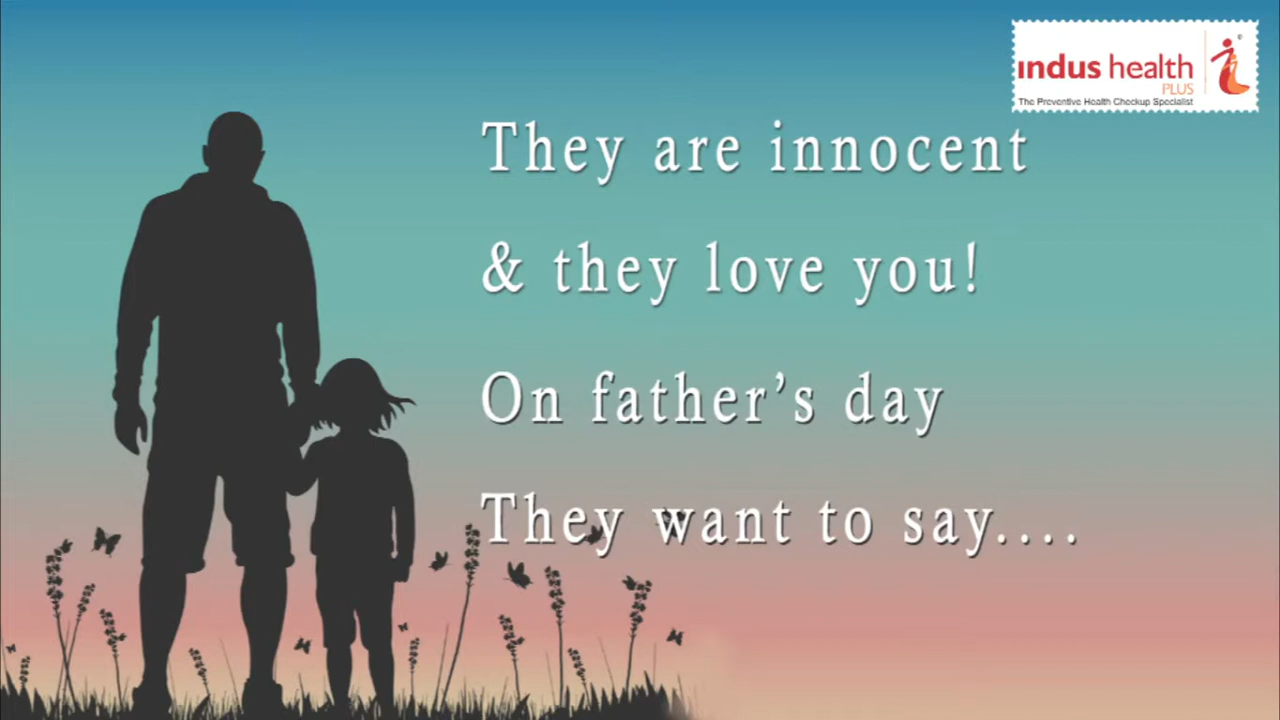 indus health
PLUS
The Preventive Health Checkup Specialist
They are innocent
& they love you!
On father’s day
They want to say....